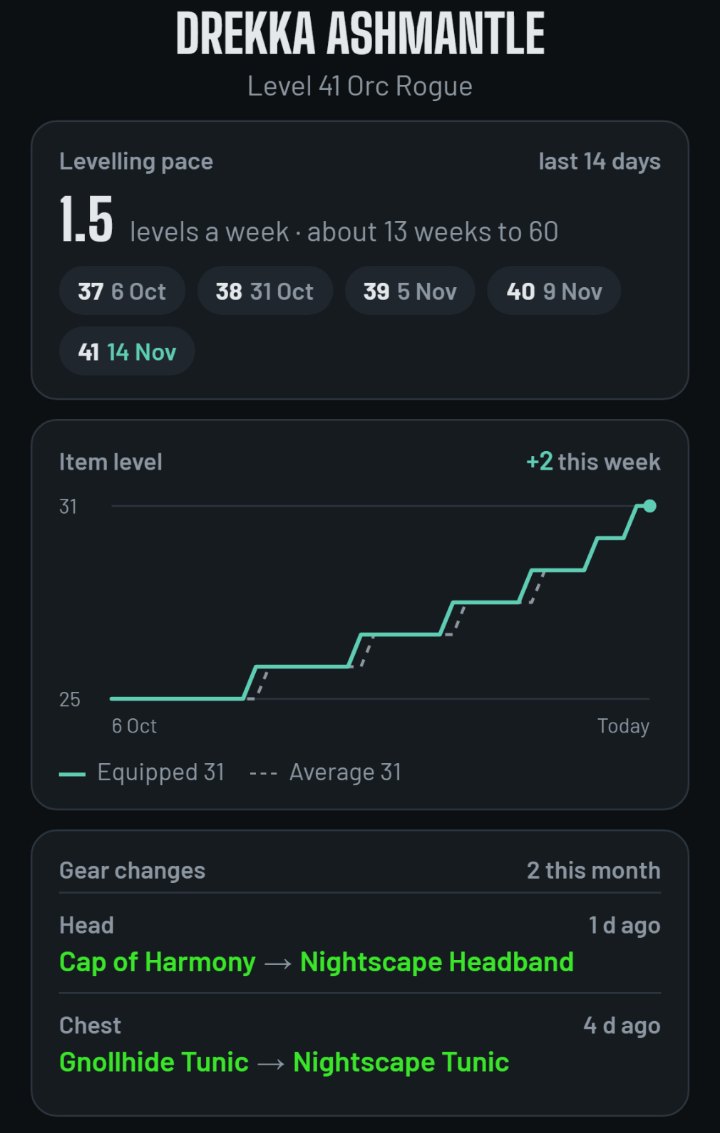 DREKKA ASHMANTLE
Level 41 Orc Rogue
Levelling pace last 14 days
1.5 levels a week · about 13 weeks to 60
37 6 Oct 38 31 Oct 39 5 Nov 40 9 Nov
41 14 Nov
Item level +2 this week
31
25
6 Oct Today
Equipped 31 Average 31
Gear changes 2 this month
Head 1 d ago
Cap of Harmony → Nightscape Headband
Chest 4 d ago
Gnollhide Tunic → Nightscape Tunic